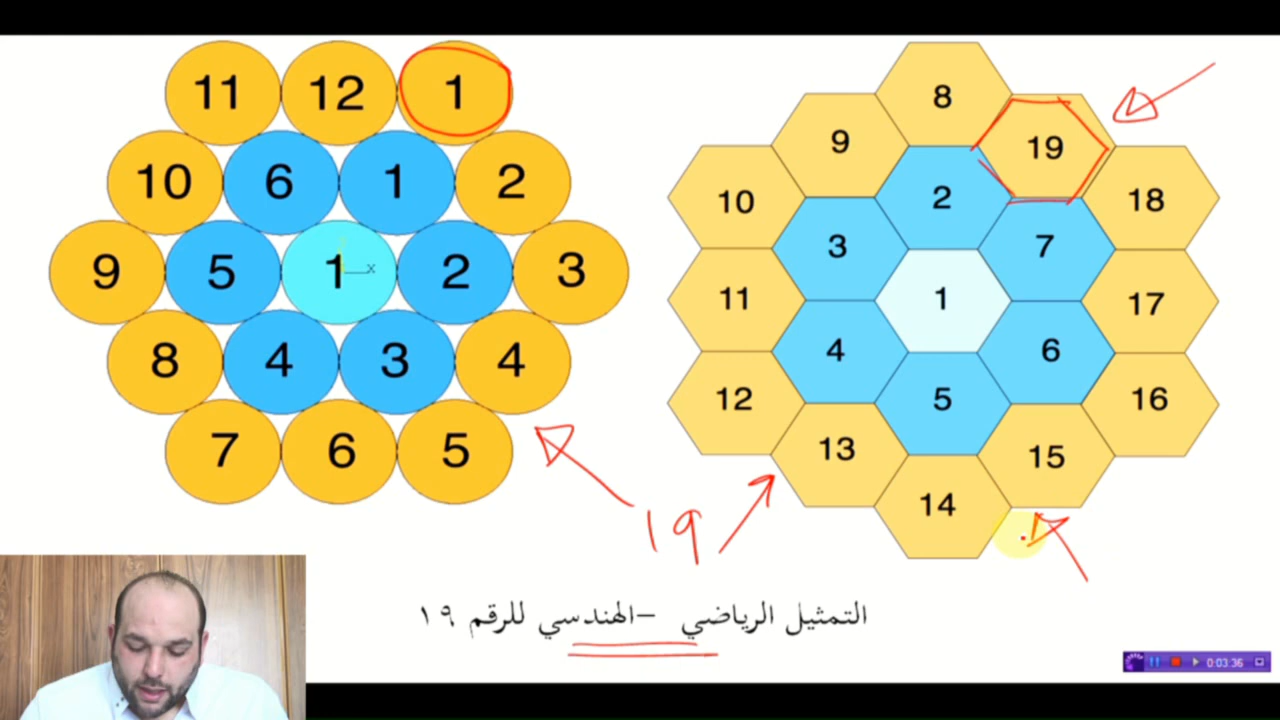 11 12 1
10 6 1 2
9 5 1 x 2 3
8 4 3 4
7 6 5
8
9 19
10 2 18
3 7
11 1 17
4 6
12 5 16
13 15
14
19
التمثيل الرياضي -الهندسي للرقم ١٩
0:03:36